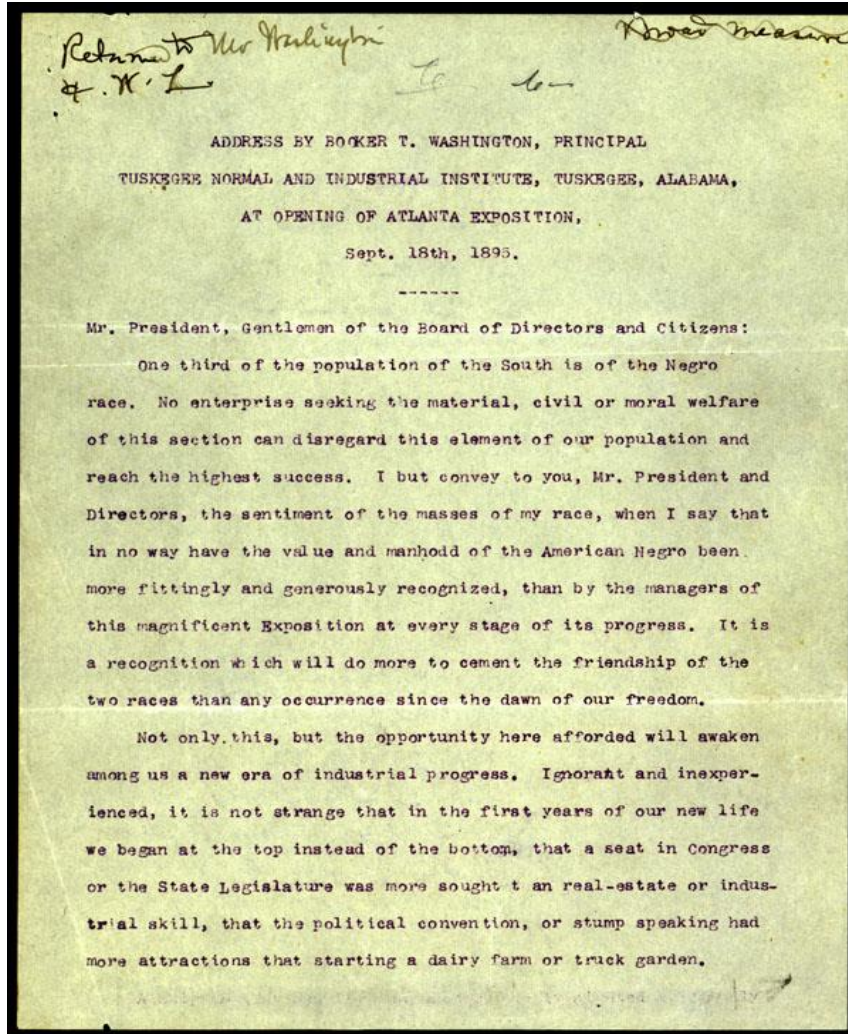 Returned to Mr Washington
ADDRESS BY BOOKER T. WASHINGTON, PRINCIPAL
TUSKEGEE NORMAL AND INDUSTRIAL INSTITUTE, TUSKEGEE, ALABAMA,
AT OPENING OF ATLANTA EXPOSITION,
Sept. 18th, 1895.
------
Mr. President, Gentlemen of the Board of Directors and Citizens:
One third of the population of the South is of the Negro
race. No enterprise seeking the material, civil or moral welfare
of this section can disregard this element of our population and
reach the highest success. I but convey to you, Mr. President and
Directors, the sentiment of the masses of my race, when I say that
in no way have the value and manhodd of the American Negro been
more fittingly and generously recognized, than by the managers of
this magnificent Exposition at every stage of its progress. It is
a recognition which will do more to cement the friendship of the
two races than any occurrence since the dawn of our freedom.
Not only this, but the opportunity here afforded will awaken
among us a new era of industrial progress. Ignorant and inexper-
ienced, it is not strange that in the first years of our new life
we began at the top instead of the bottom, that a seat in Congress
or the State Legislature was more sought t an real-estate or indus-
trial skill, that the political convention, or stump speaking had
more attractions that starting a dairy farm or truck garden.